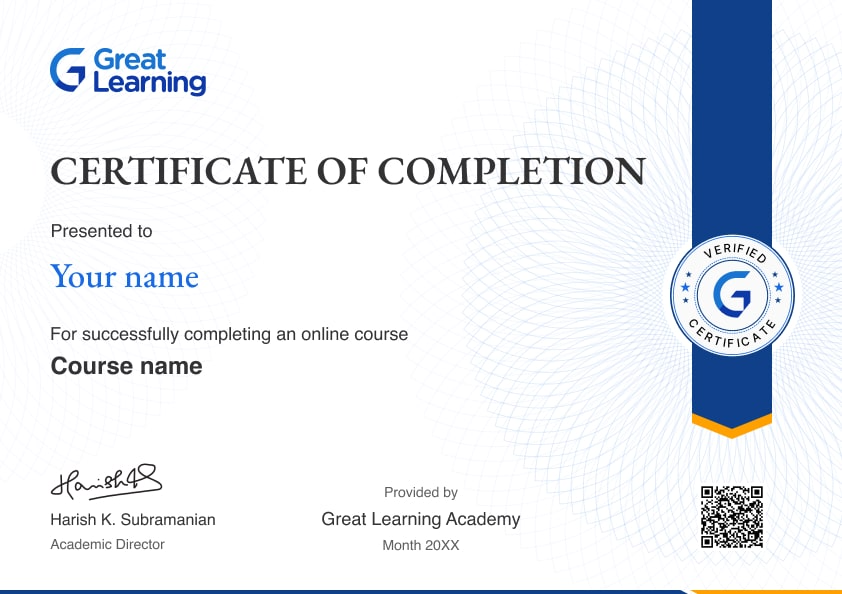 Great
Learning
CERTIFICATE OF COMPLETION
Presented to
Your name
For successfully completing an online course
Course name
VERIFIED
CERTIFICATE
Harish K. Subramanian
Academic Director
Provided by
Great Learning Academy
Month 20XX